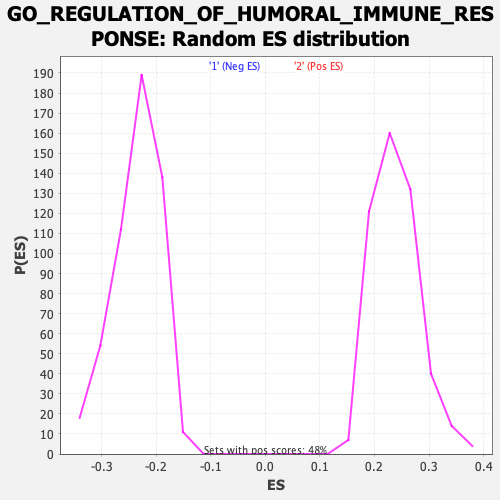 GO_REGULATION_OF_HUMORAL_IMMUNE_RES
PONSE: Random ES distribution
'1' (Neg ES) '2' (Pos ES)
P(ES)
190
180
170
160
150
140
130
120
110
100
90
80
70
60
50
40
30
20
10
0
Sets with pos scores: 48%
-0.3 -0.2 -0.1 0.0 0.1 0.2 0.3 0.4
ES